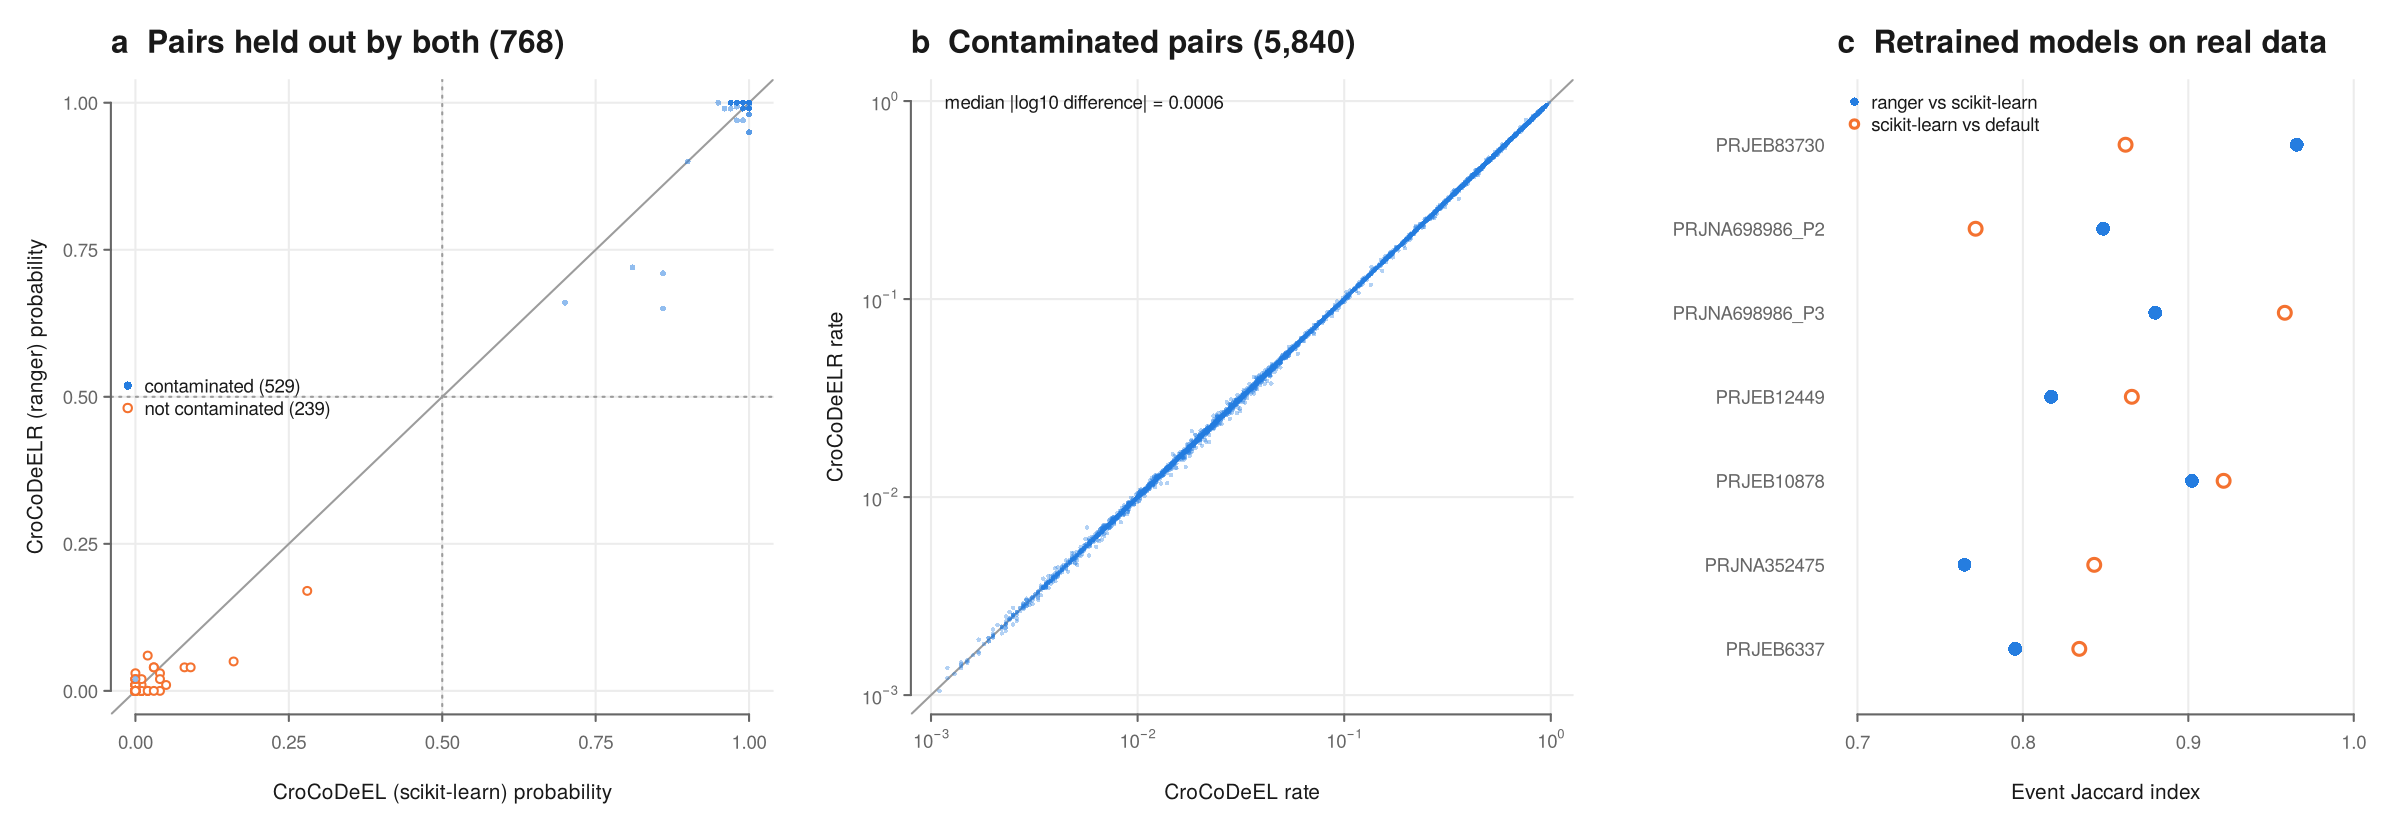 a Pairs held out by both (768)
CroCoDeELR (ranger) probability
1.00
0.75
0.50
0.25
0.00
contaminated (529)
not contaminated (239)
0.00 0.25 0.50 0.75 1.00
CroCoDeEL (scikit-learn) probability
b Contaminated pairs (5,840)
median |log10 difference| = 0.0006
CroCoDeELR rate
10⁰
10⁻¹
10⁻²
10⁻³
10⁻³ 10⁻² 10⁻¹ 10⁰
CroCoDeEL rate
c Retrained models on real data
ranger vs scikit-learn
scikit-learn vs default
PRJEB83730
PRJNA698986_P2
PRJNA698986_P3
PRJEB12449
PRJEB10878
PRJNA352475
PRJEB6337
0.7 0.8 0.9 1.0
Event Jaccard index